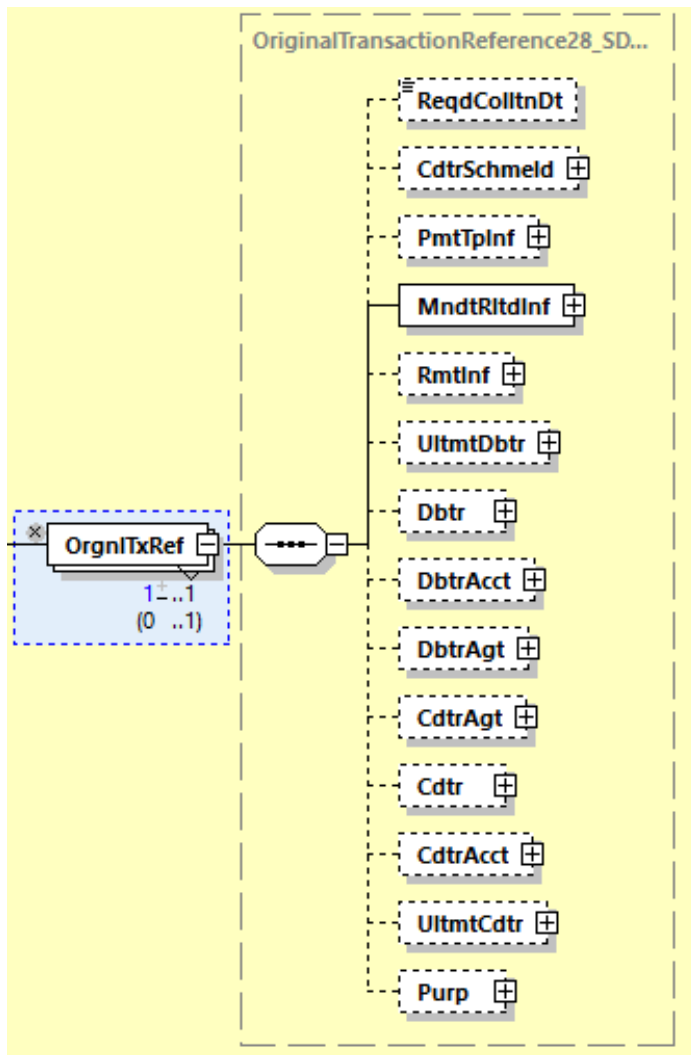 OriginalTransactionReference28_SD...
ReqdColltnDt
CdtrSchmeId
PmtTpInf
MndtRltdInf
RmtInf
UltmtDbtr
Dbtr
OrgnlTxRef
1 ..1
(0 ..1)
DbtrAcct
DbtrAgt
CdtrAgt
Cdtr
CdtrAcct
UltmtCdtr
Purp